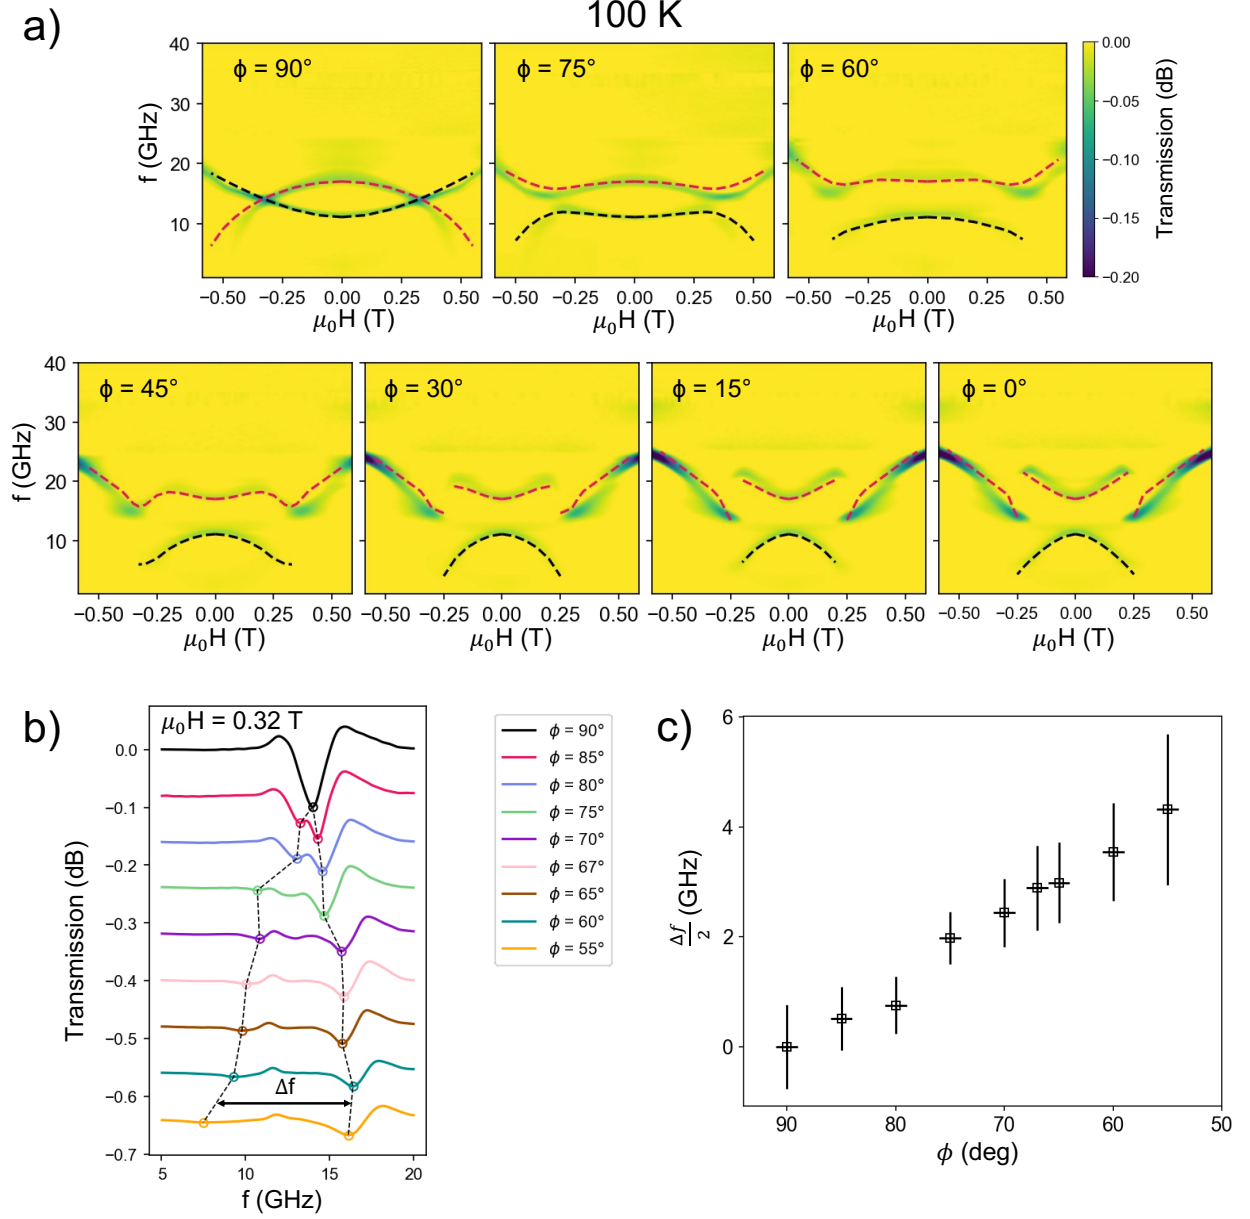 a)
100 K
ϕ = 90°
ϕ = 75°
ϕ = 60°
40
30
20
10
f (GHz)
−0.50 −0.25 0.00 0.25 0.50
−0.50 −0.25 0.00 0.25 0.50
−0.50 −0.25 0.00 0.25 0.50
μ₀H (T)
μ₀H (T)
μ₀H (T)
0.00
−0.05
−0.10
−0.15
−0.20
Transmission (dB)
ϕ = 45°
ϕ = 30°
ϕ = 15°
ϕ = 0°
40
30
20
10
f (GHz)
−0.50 −0.25 0.00 0.25 0.50
−0.50 −0.25 0.00 0.25 0.50
−0.50 −0.25 0.00 0.25 0.50
−0.50 −0.25 0.00 0.25 0.50
μ₀H (T)
μ₀H (T)
μ₀H (T)
μ₀H (T)
b)
μ₀H = 0.32 T
0.0
−0.1
−0.2
−0.3
−0.4
−0.5
−0.6
−0.7
Transmission (dB)
Δf
5 10 15 20
f (GHz)
ϕ = 90°
ϕ = 85°
ϕ = 80°
ϕ = 75°
ϕ = 70°
ϕ = 67°
ϕ = 65°
ϕ = 60°
ϕ = 55°
c)
6
4
2
0
Δf/2 (GHz)
90 80 70 60 50
ϕ (deg)